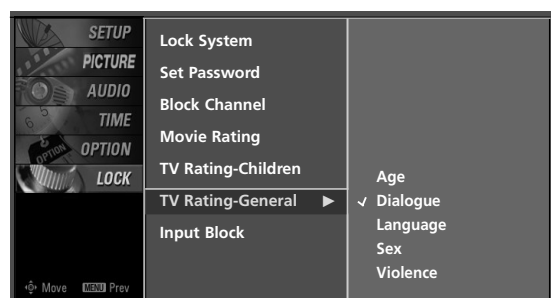 SETUP
PICTURE
AUDIO
TIME
OPTION
LOCK
Move MENU Prev
Lock System
Set Password
Block Channel
Movie Rating
TV Rating-Children
TV Rating-General ►
Input Block
Age
✓ Dialogue
Language
Sex
Violence